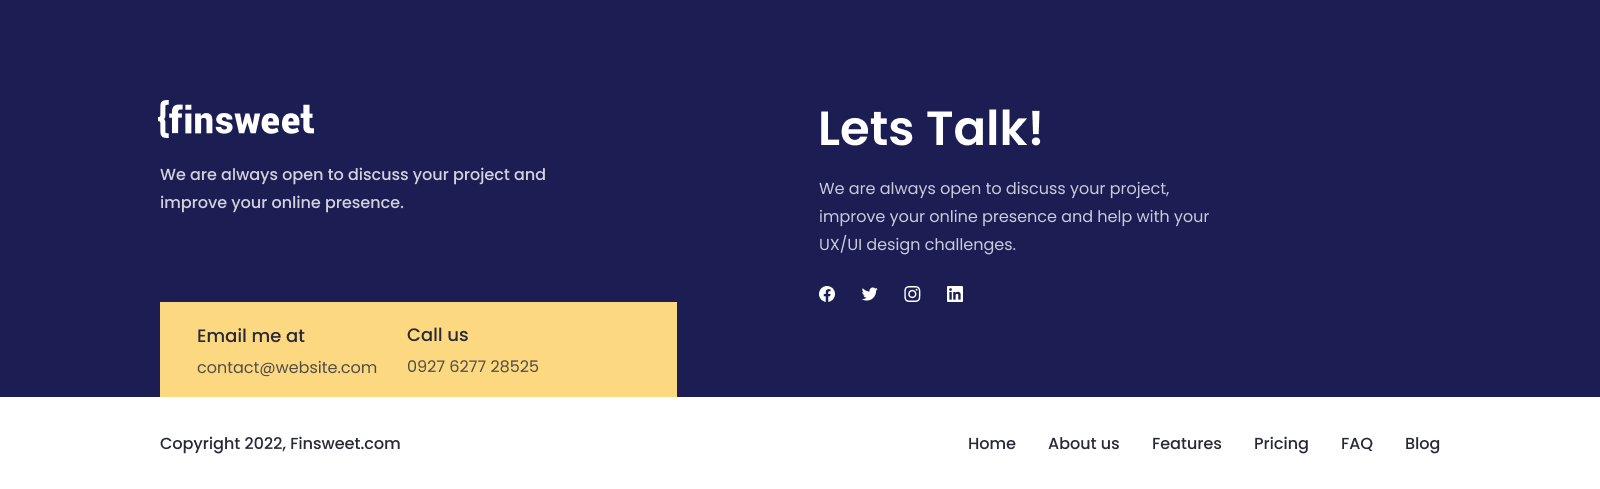 {finsweet
We are always open to discuss your project and
improve your online presence.
Lets Talk!
We are always open to discuss your project,
improve your online presence and help with your
UX/UI design challenges.
Email me at
contact@website.com
Call us
0927 6277 28525
Copyright 2022, Finsweet.com
Home About us Features Pricing FAQ Blog